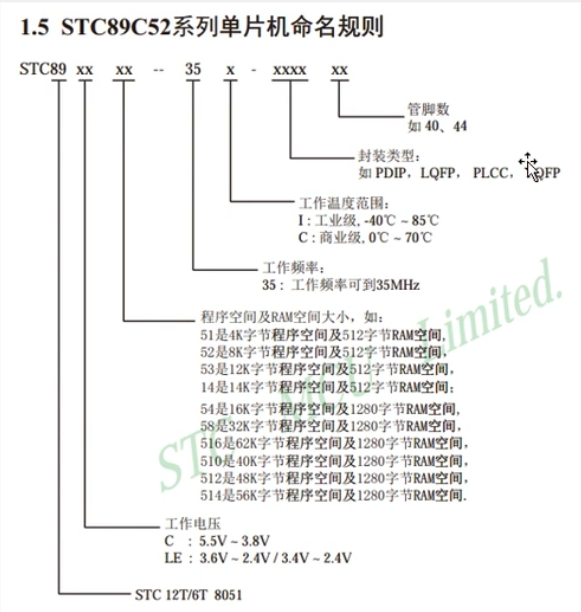 1.5 STC89C52系列单片机命名规则
STC89 xx xx -- 35 x - xxxx xx
管脚数
如 40、44
封装类型:
如 PDIP, LQFP, PLCC,
工作温度范围:
I : 工业级, -40℃ ~ 85℃
C : 商业级, 0℃ ~ 70℃
工作频率:
35 : 工作频率可到35MHz
程序空间及RAM空间大小, 如:
51是4K字节程序空间及512字节RAM空间,
52是8K字节程序空间及512字节RAM空间,
53是12K字节程序空间及512字节RAM空间,
14是14K字节程序空间及512字节RAM空间;
54是16K字节程序空间及1280字节RAM空间,
58是32K字节程序空间及1280字节RAM空间,
516是62K字节程序空间及1280字节RAM空间,
510是40K字节程序空间及1280字节RAM空间,
512是48K字节程序空间及1280字节RAM空间,
514是56K字节程序空间及1280字节RAM空间.
工作电压
C : 5.5V ~ 3.8V
LE : 3.6V ~ 2.4V / 3.4V ~ 2.4V
STC 12T/6T 8051
STC MCU Limited.